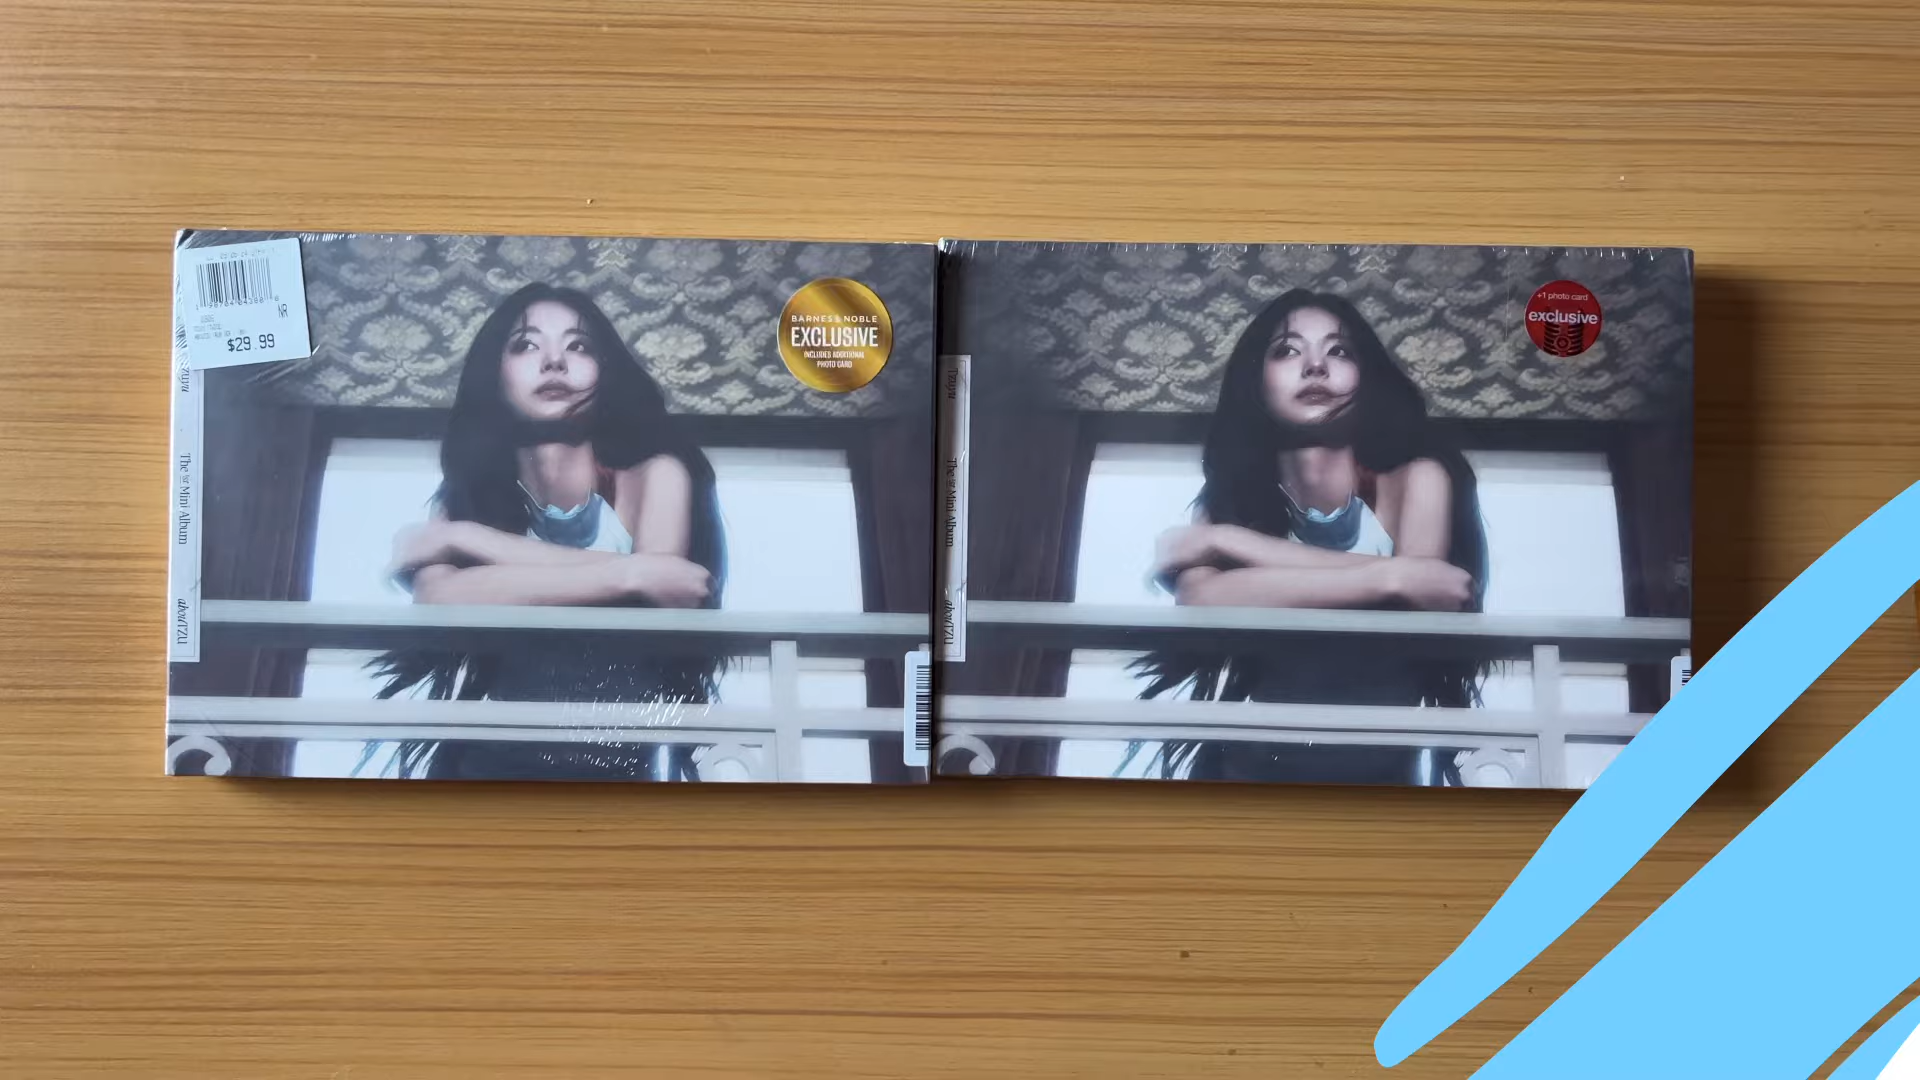 NR
$29.99
BARNES & NOBLE
EXCLUSIVE
INCLUDES ADDITIONAL
PHOTO CARD
The 1st Mini Album
abouTZU
+1 photo card
exclusive
Tzuyu
The 1st Mini Album
abouTZU